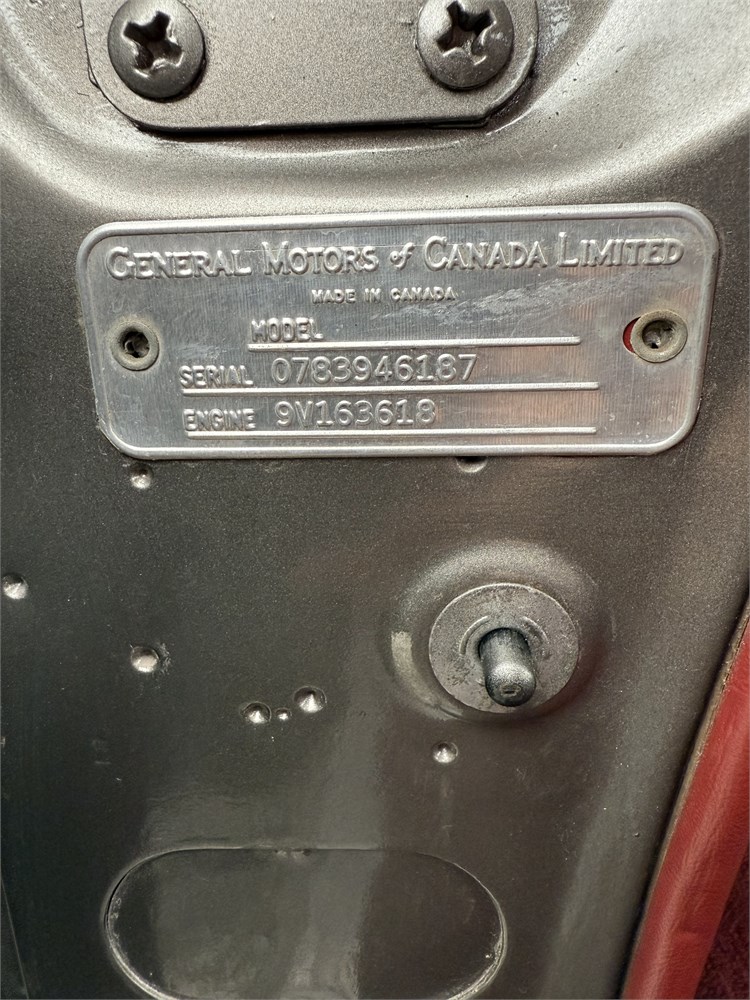 GENERAL MOTORS of CANADA LIMITED
MADE IN CANADA
MODEL
SERIAL 0783946187
ENGINE 9V163618